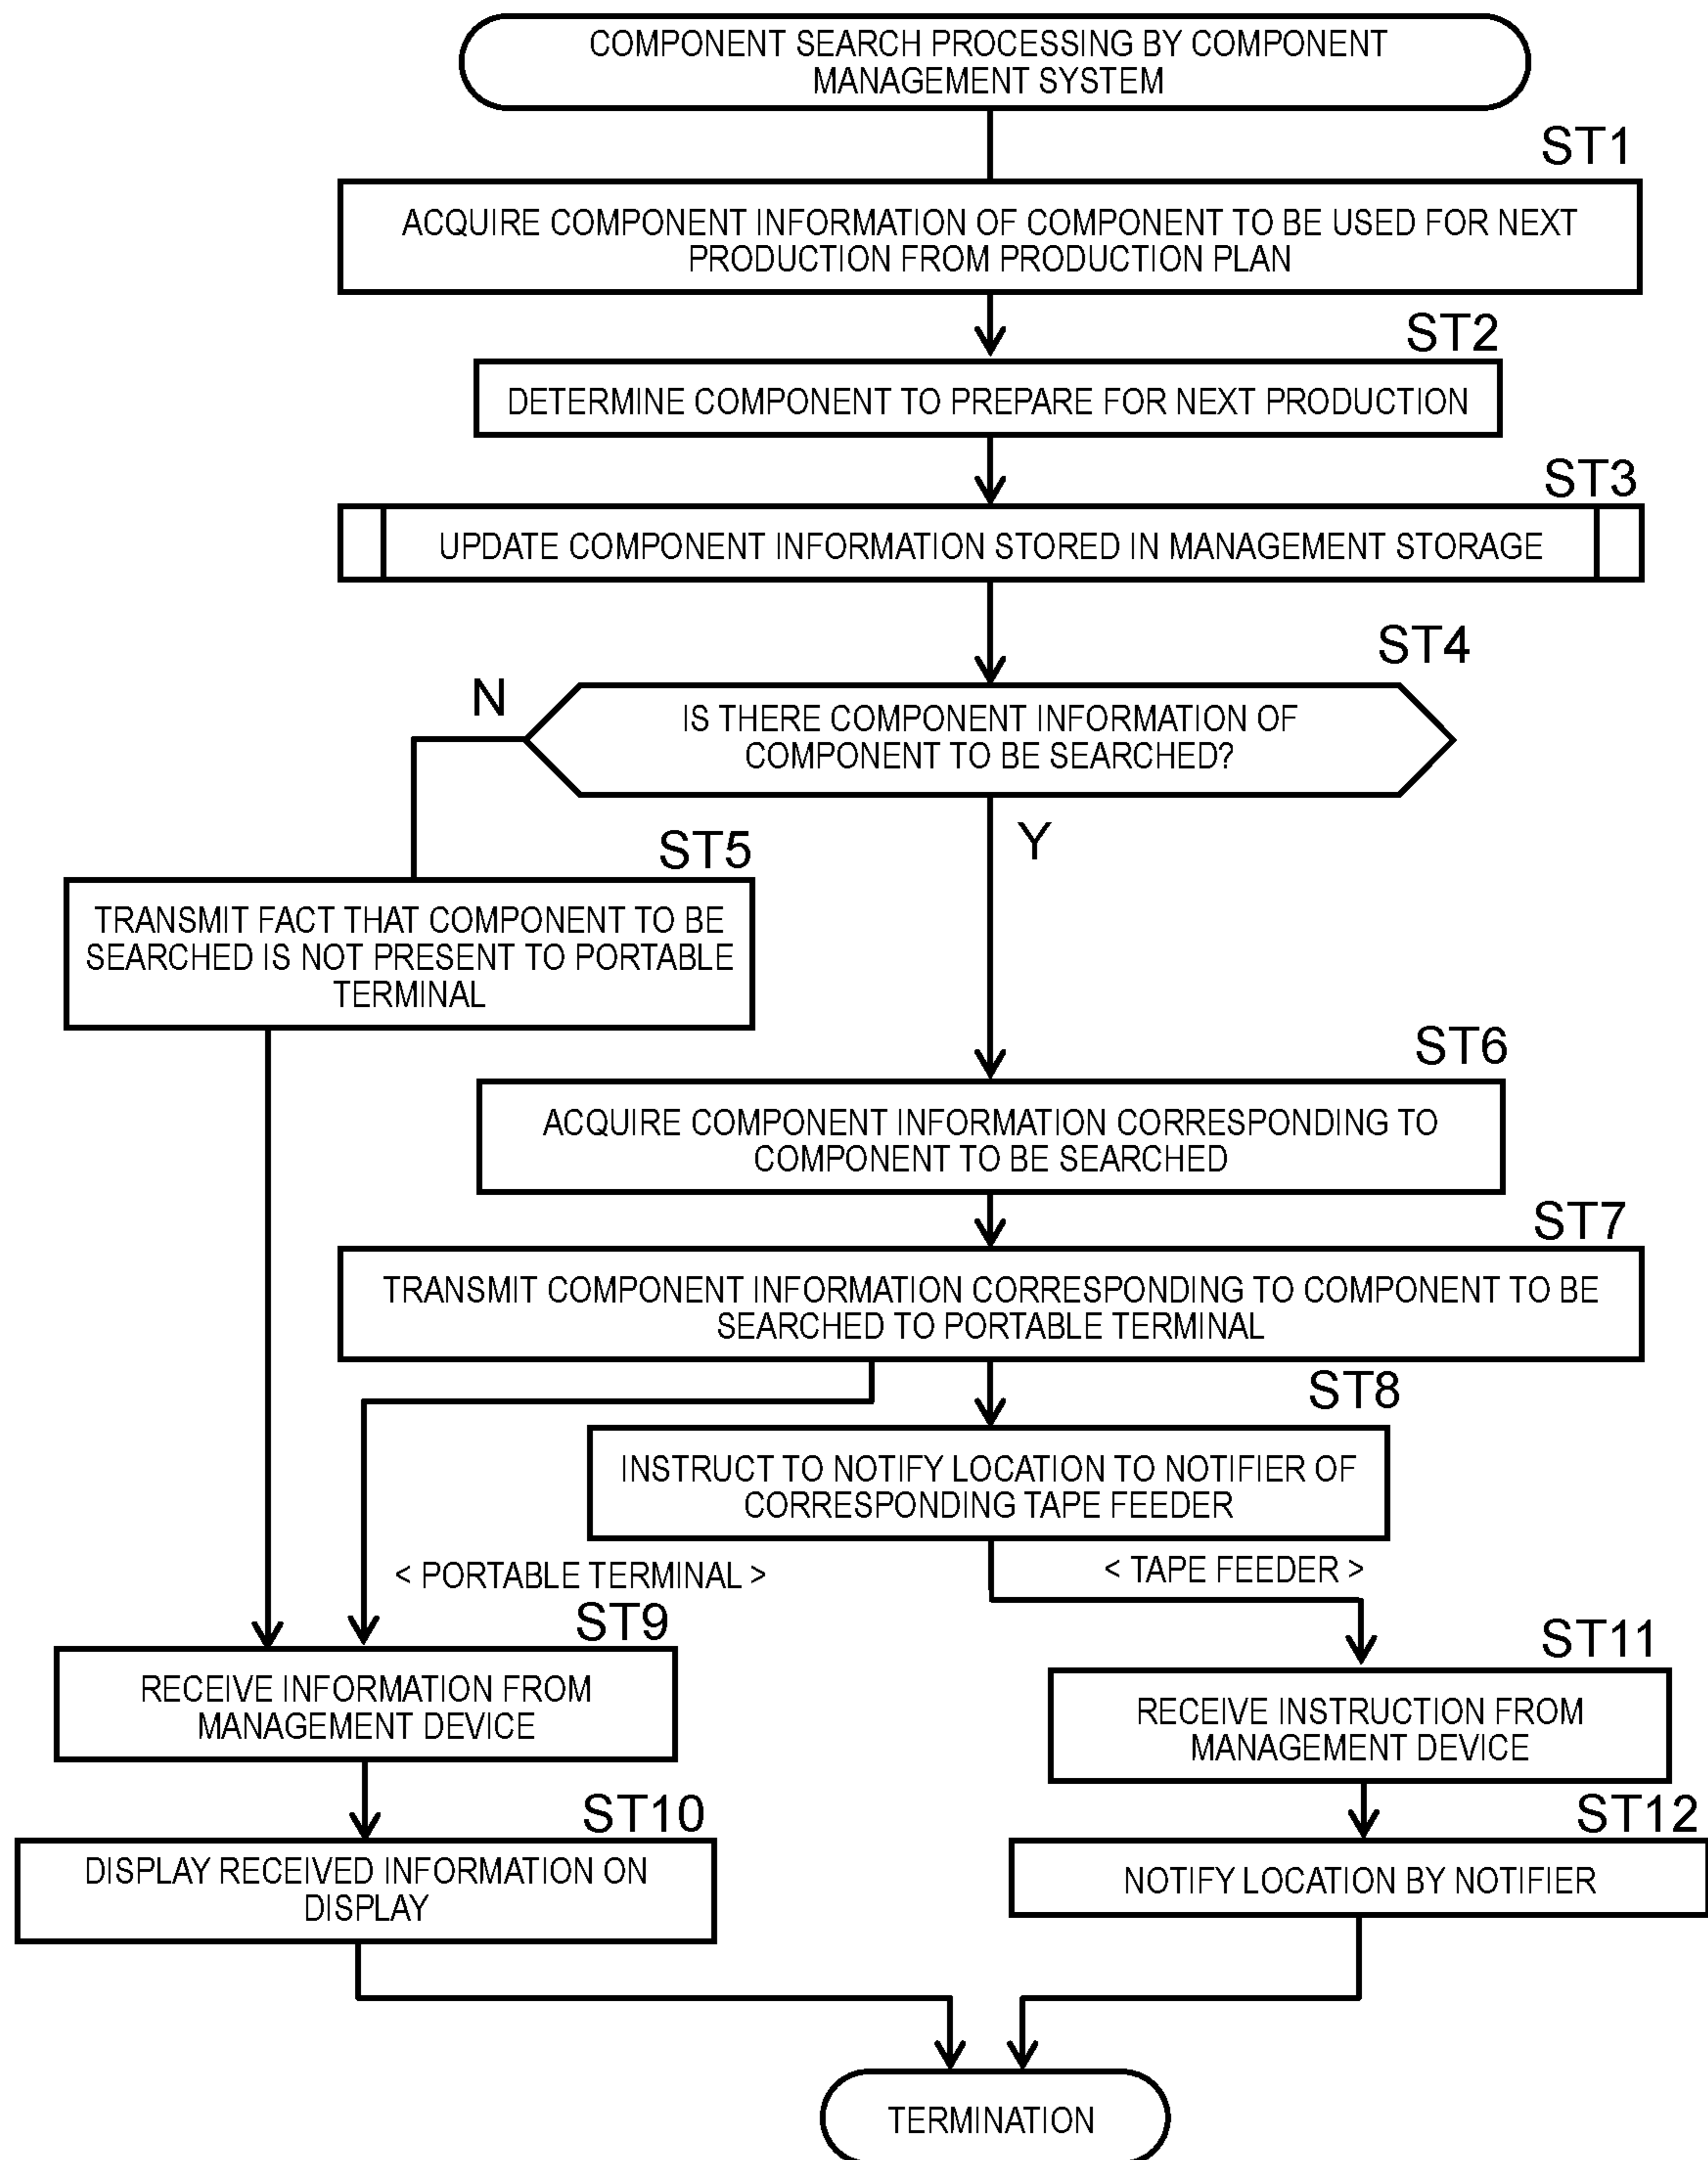 COMPONENT SEARCH PROCESSING BY COMPONENT
MANAGEMENT SYSTEM
ST1
ACQUIRE COMPONENT INFORMATION OF COMPONENT TO BE USED FOR NEXT
PRODUCTION FROM PRODUCTION PLAN
ST2
DETERMINE COMPONENT TO PREPARE FOR NEXT PRODUCTION
ST3
UPDATE COMPONENT INFORMATION STORED IN MANAGEMENT STORAGE
ST4
N
IS THERE COMPONENT INFORMATION OF
COMPONENT TO BE SEARCHED?
Y
ST5
TRANSMIT FACT THAT COMPONENT TO BE
SEARCHED IS NOT PRESENT TO PORTABLE
TERMINAL
ST6
ACQUIRE COMPONENT INFORMATION CORRESPONDING TO
COMPONENT TO BE SEARCHED
ST7
TRANSMIT COMPONENT INFORMATION CORRESPONDING TO COMPONENT TO BE
SEARCHED TO PORTABLE TERMINAL
ST8
INSTRUCT TO NOTIFY LOCATION TO NOTIFIER OF
CORRESPONDING TAPE FEEDER
< PORTABLE TERMINAL >
< TAPE FEEDER >
ST9
RECEIVE INFORMATION FROM
MANAGEMENT DEVICE
ST11
RECEIVE INSTRUCTION FROM
MANAGEMENT DEVICE
ST10
DISPLAY RECEIVED INFORMATION ON
DISPLAY
ST12
NOTIFY LOCATION BY NOTIFIER
TERMINATION